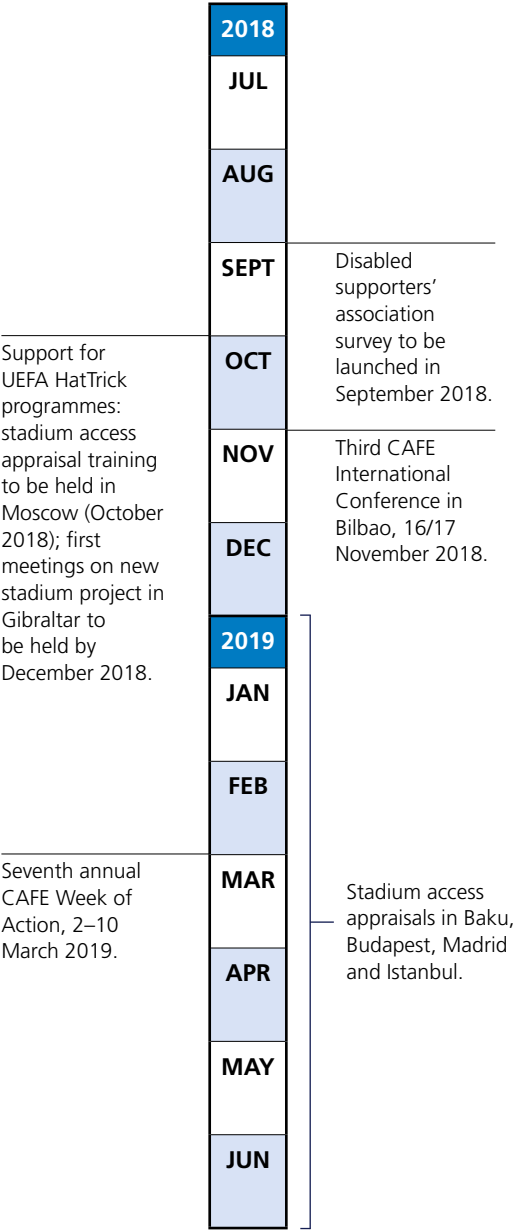 2018
JUL
AUG
SEPT
Disabled
supporters’
association
survey to be
launched in
September 2018.
OCT
Support for
UEFA HatTrick
programmes:
stadium access
appraisal training
to be held in
Moscow (October
2018); first
meetings on new
stadium project in
Gibraltar to
be held by
December 2018.
NOV
Third CAFE
International
Conference in
Bilbao, 16/17
November 2018.
DEC
2019
JAN
FEB
MAR
Seventh annual
CAFE Week of
Action, 2–10
March 2019.
Stadium access
appraisals in Baku,
Budapest, Madrid
and Istanbul.
APR
MAY
JUN